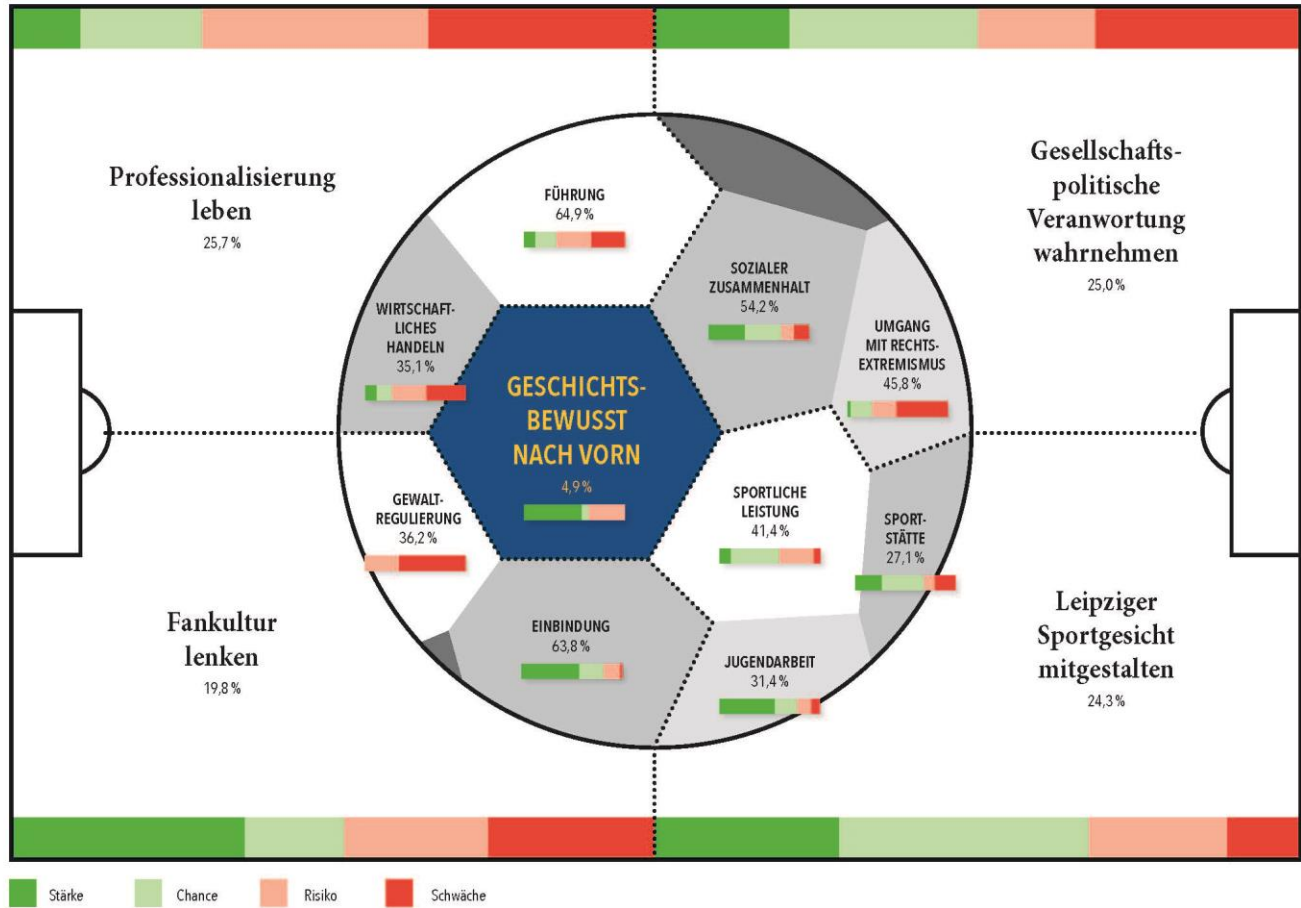 Professionalisierung
leben
25,7 %
Gesellschafts-
politische
Veranwortung
wahrnehmen
25,0 %
FÜHRUNG
64,9 %
SOZIALER
ZUSAMMENHALT
54,2 %
WIRTSCHAFT-
LICHES
HANDELN
35,1 %
UMGANG
MIT RECHTS-
EXTREMISMUS
45,8 %
GESCHICHTS-
BEWUSST
NACH VORN
4,9 %
GEWALT-
REGULIERUNG
36,2 %
SPORTLICHE
LEISTUNG
41,4 %
SPORT-
STÄTTE
27,1 %
EINBINDUNG
63,8 %
JUGENDARBEIT
31,4 %
Fankultur
lenken
19,8 %
Leipziger
Sportgesicht
mitgestalten
24,3 %
Stärke
Chance
Risiko
Schwäche